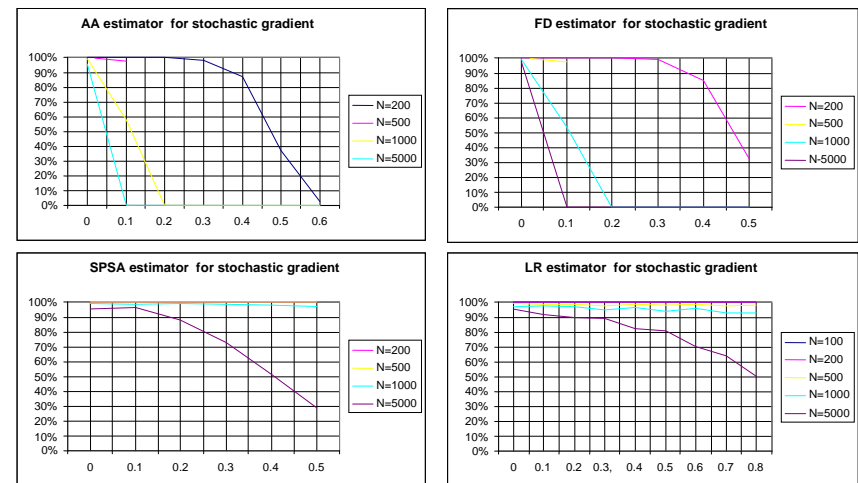 AA estimator for stochastic gradient
100%
90%
80%
70%
60%
50%
40%
30%
20%
10%
0%
0 0.1 0.2 0.3 0.4 0.5 0.6
N=200
N=500
N=1000
N=5000
FD estimator for stochastic gradient
100%
90%
80%
70%
60%
50%
40%
30%
20%
10%
0%
0 0.1 0.2 0.3 0.4 0.5
N=200
N=500
N=1000
N-5000
SPSA estimator for stochastic gradient
100%
90%
80%
70%
60%
50%
40%
30%
20%
10%
0%
0 0.1 0.2 0.3 0.4 0.5
N=200
N=500
N=1000
N=5000
LR estimator for stochastic gradient
100%
90%
80%
70%
60%
50%
40%
30%
20%
10%
0%
0 0.1 0.2 0.3, 0.4 0.5 0.6 0.7 0.8
N=100
N=200
N=500
N=1000
N=5000